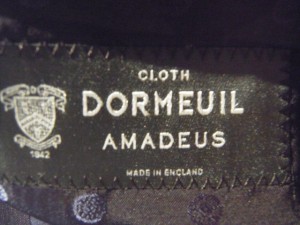 CLOTH
DORMEUIL
AMADEUS
1842
MADE IN ENGLAND